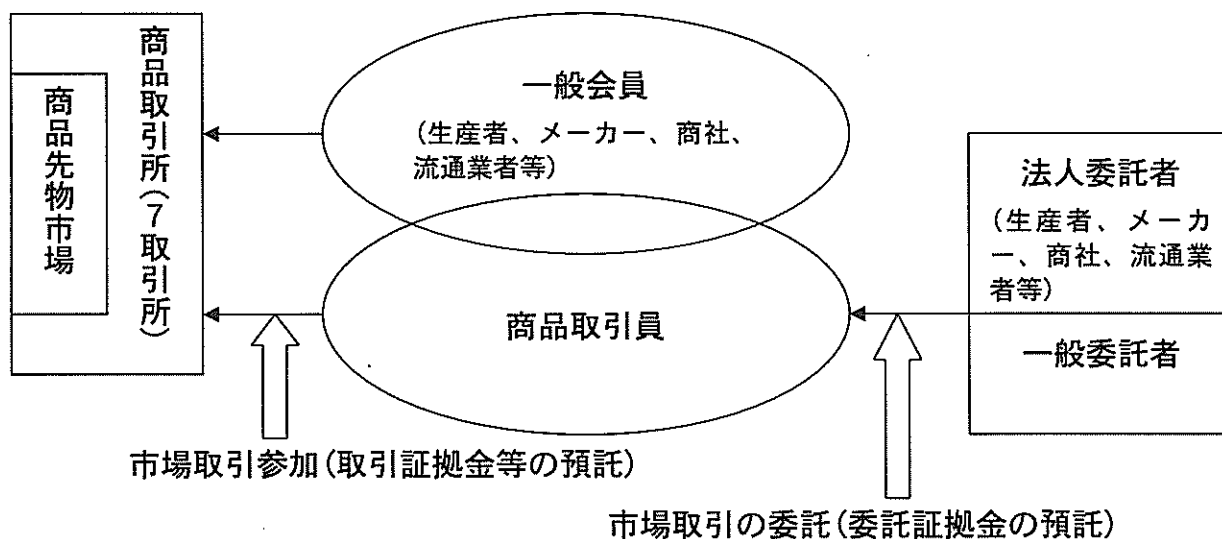 商品取引所(7取引所)
商品先物市場
一般会員
(生産者、メーカー、商社、
流通業者等)
商品取引員
法人委託者
(生産者、メーカ
ー、商社、流通業
者等)
一般委託者
市場取引参加(取引証拠金等の預託)
市場取引の委託(委託証拠金の預託)